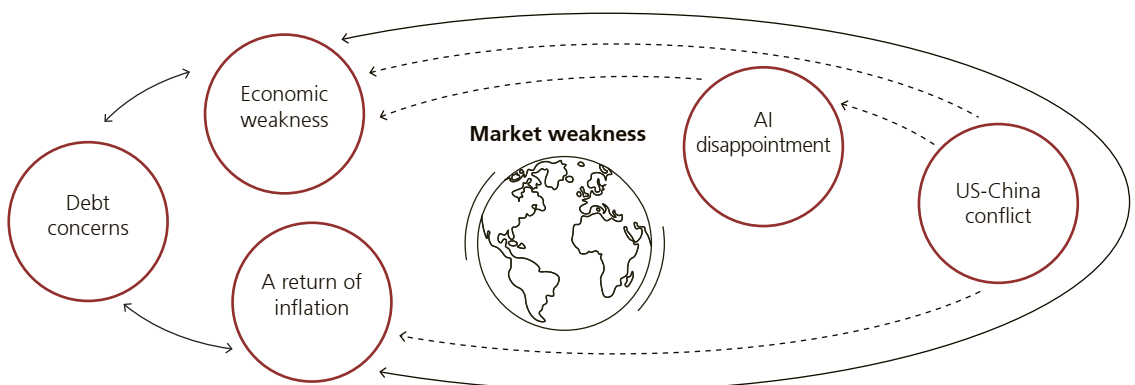 Economic
weakness
AI
disappointment
Market weakness
US-China
conflict
Debt
concerns
A return of
inflation